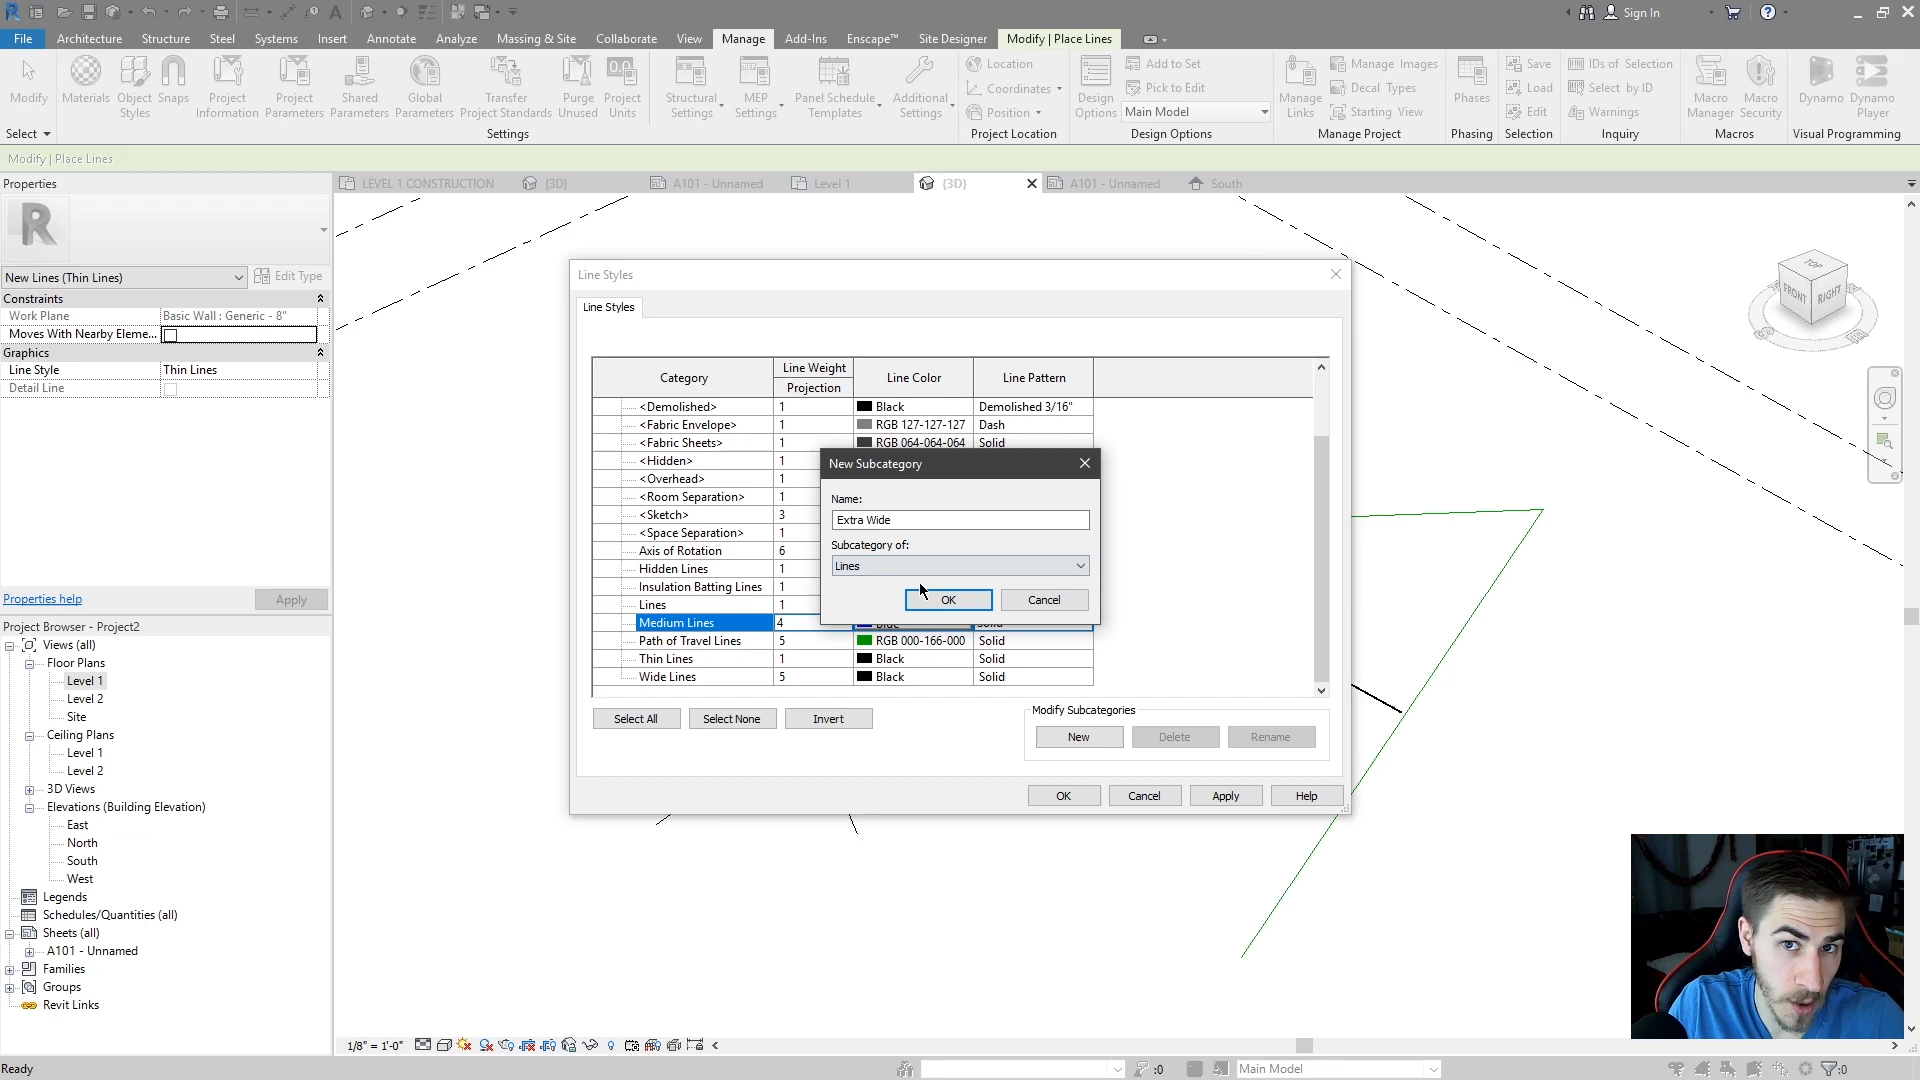 Sign In
File Architecture Structure Steel Systems Insert Annotate Analyze Massing & Site Collaborate View Manage Add-Ins Enscape™ Site Designer Modify | Place Lines
Modify Materials Object Styles Snaps Project Information Project Parameters Shared Parameters Global Parameters Transfer Project Standards Purge Unused Project Units Structural Settings MEP Settings Panel Schedule Templates Additional Settings
Location
Coordinates
Position
Design Options
Add to Set
Pick to Edit
Main Model
Manage Links
Manage Images
Decal Types
Starting View
Phases
Save
Load
Edit
IDs of Selection
Select by ID
Warnings
Macro Manager Macro Security Dynamo Dynamo Player
Select Settings Project Location Design Options Manage Project Phasing Selection Inquiry Macros Visual Programming
Modify | Place Lines
Properties
LEVEL 1 CONSTRUCTION {3D} A101 - Unnamed Level 1 {3D} A101 - Unnamed South
R
New Lines (Thin Lines) Edit Type
Constraints
Work Plane Basic Wall : Generic - 8"
Moves With Nearby Eleme...
Graphics
Line Style Thin Lines
Detail Line
Properties help Apply
Project Browser - Project2
Views (all)
Floor Plans
Level 1
Level 2
Site
Ceiling Plans
Level 1
Level 2
3D Views
Elevations (Building Elevation)
East
North
South
West
Legends
Schedules/Quantities (all)
Sheets (all)
A101 - Unnamed
Families
Groups
Revit Links
TOP
FRONT
RIGHT
Line Styles
Line Styles
Category Line Weight Projection Line Color Line Pattern
<Demolished> 1 Black Demolished 3/16"
<Fabric Envelope> 1 RGB 127-127-127 Dash
<Fabric Sheets> 1 RGB 064-064-064 Solid
<Hidden> 1
<Overhead> 1
<Room Separation> 1
<Sketch> 3
<Space Separation> 1
Axis of Rotation 6
Hidden Lines 1
Insulation Batting Lines 1
Lines 1
Medium Lines 4 Blue Solid
Path of Travel Lines 5 RGB 000-166-000 Solid
Thin Lines 1 Black Solid
Wide Lines 5 Black Solid
New Subcategory
Name:
Extra Wide
Subcategory of:
Lines
OK Cancel
Select All Select None Invert
Modify Subcategories
New Delete Rename
OK Cancel Apply Help
1/8" = 1'-0"
Ready
:0
Main Model
:0